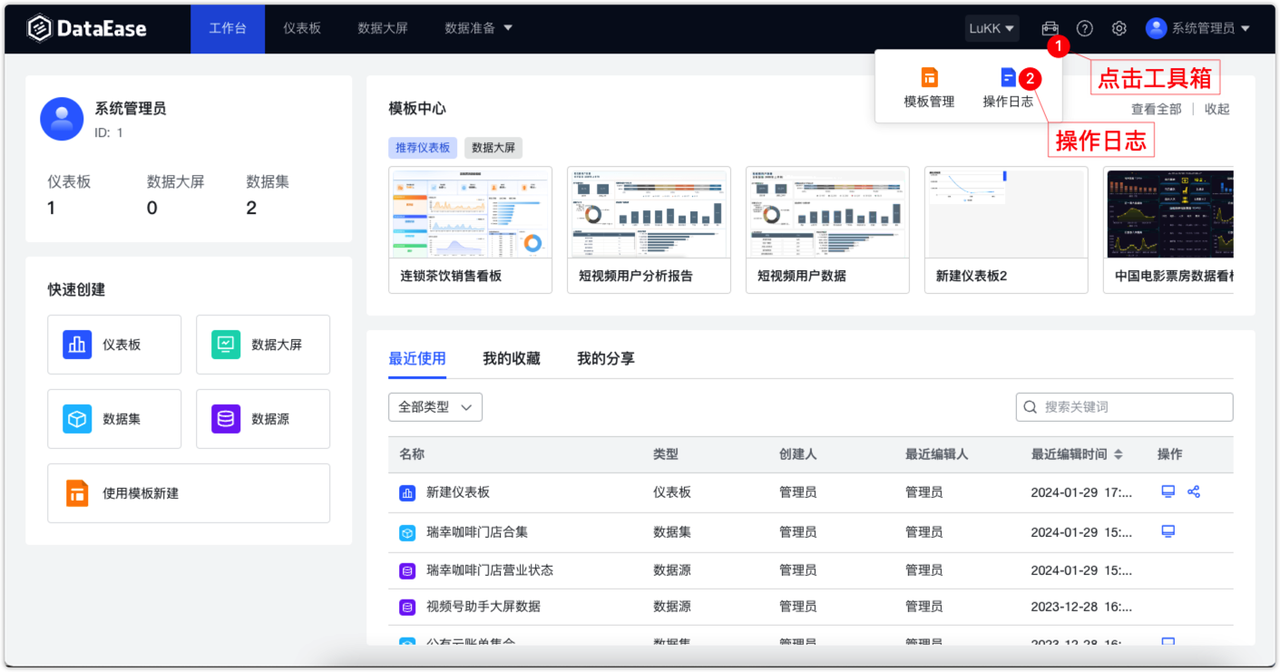 DataEase
工作台
仪表板
数据大屏
数据准备
LuKK
系统管理员
1
点击工具箱
模板管理
2
操作日志
操作日志
系统管理员
ID: 1
仪表板
数据大屏
数据集
1
0
2
快速创建
仪表板
数据大屏
数据集
数据源
使用模板新建
模板中心
查看全部
收起
推荐仪表板
数据大屏
连锁茶饮销售看板
短视频用户分析报告
短视频用户数据
新建仪表板2
中国电影票房数据看板
最近使用
我的收藏
我的分享
全部类型
搜索关键词
名称 类型 创建人 最近编辑人 最近编辑时间 操作
新建仪表板 仪表板 管理员 管理员 2024-01-29 17:...
瑞幸咖啡门店合集 数据集 管理员 管理员 2024-01-29 15:...
瑞幸咖啡门店营业状态 数据源 管理员 管理员 2024-01-29 15:...
视频号助手大屏数据 数据源 管理员 管理员 2023-12-28 16:...
公有云账单集合 数据集 管理员 管理员 2023-12-28 16:...